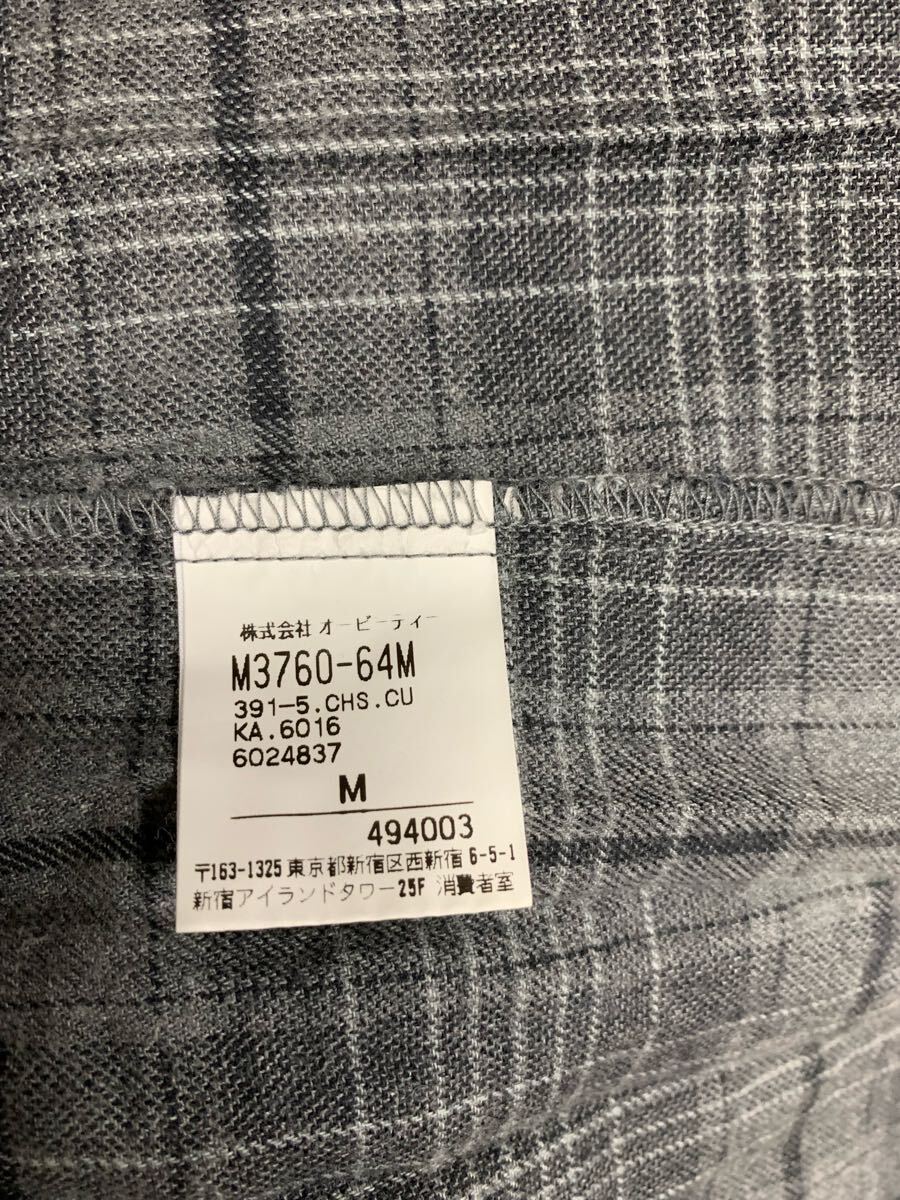 株式会社 オービーティー
M3760-64M
391-5.CHS.CU
KA.6016
6024837
M
494003
〒163-1325 東京都新宿区西新宿 6-5-1
新宿アイランドタワー25F 消費者室